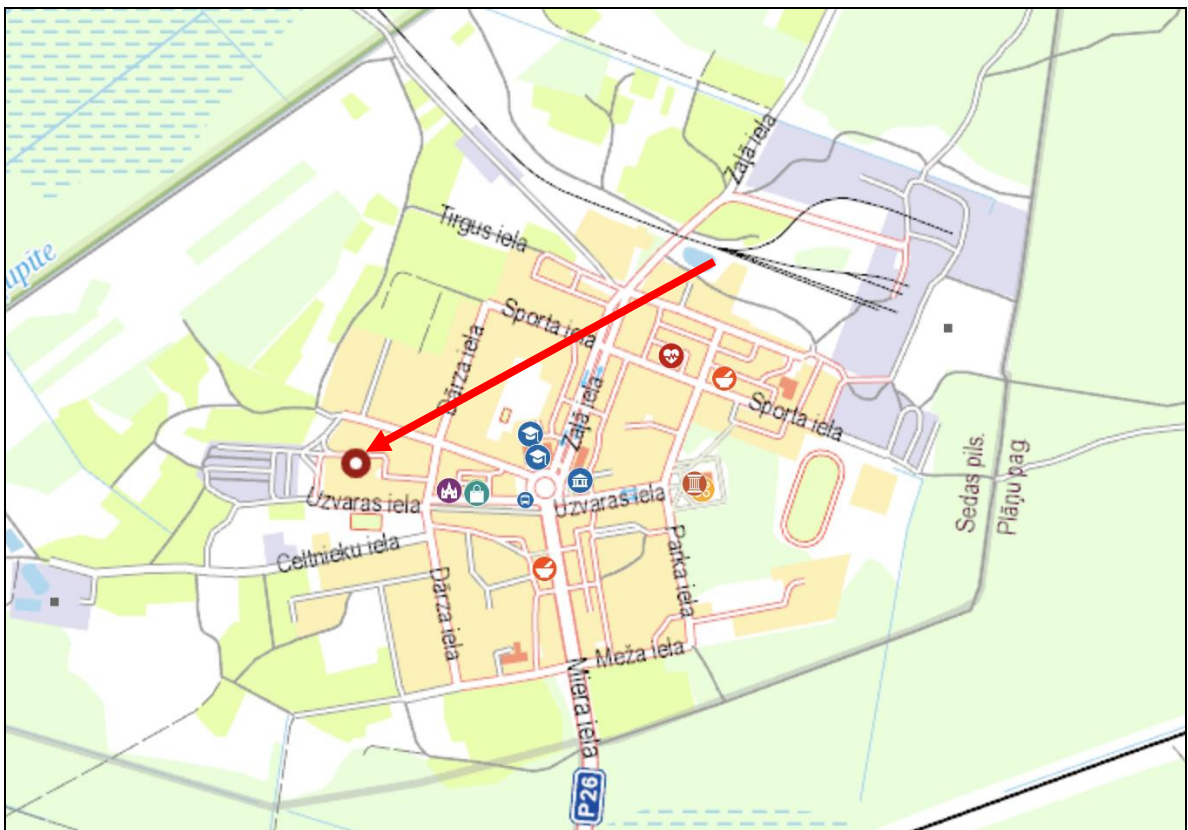 Zaļā iela
Tirgus iela
upite
Sporta iela
Dārza iela
Zaļā iela
Sporta iela
Sedas pils.
Plāņu pag.
Uzvaras iela
Uzvaras iela
Celtnieku iela
Parka iela
Dārza iela
Meža iela
Miera iela
P26